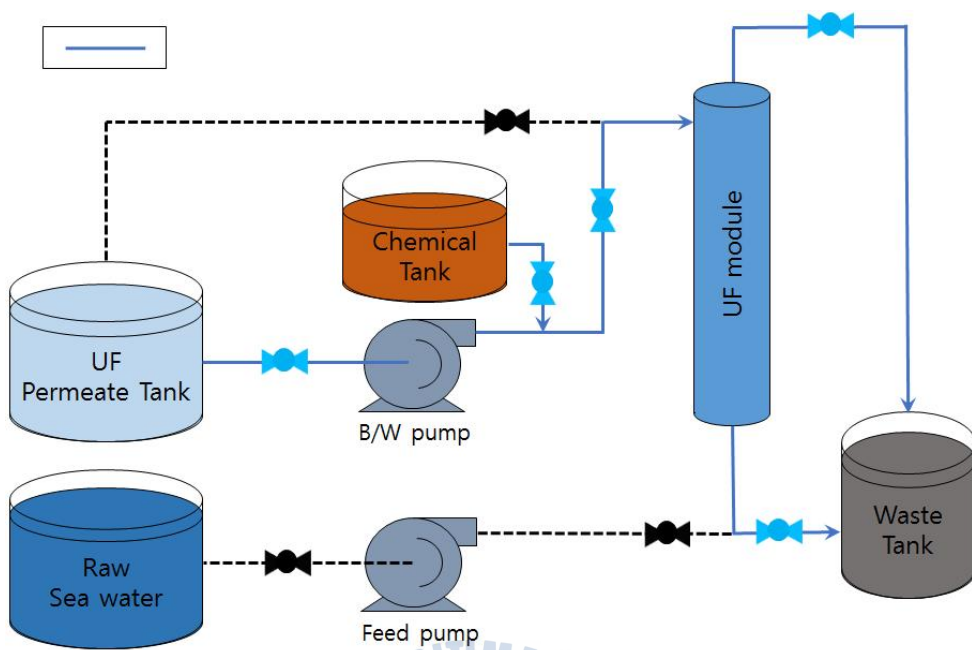 Chemical
Tank
UF module
UF
Permeate Tank
B/W pump
Waste
Tank
Raw
Sea water
Feed pump